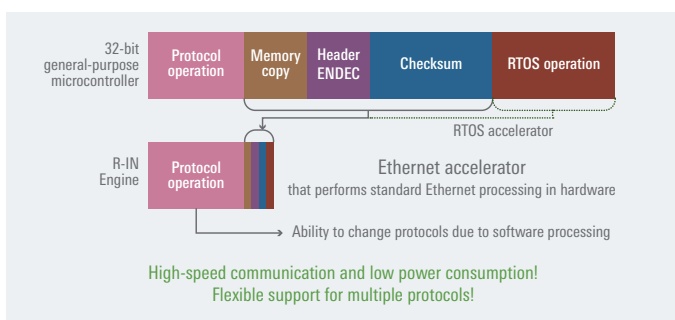 32-bit
general-purpose
microcontroller
Protocol
operation
Memory
copy
Header
ENDEC
Checksum
RTOS operation
RTOS accelerator
R-IN
Engine
Protocol
operation
Ethernet accelerator
that performs standard Ethernet processing in hardware
Ability to change protocols due to software processing
High-speed communication and low power consumption!
Flexible support for multiple protocols!